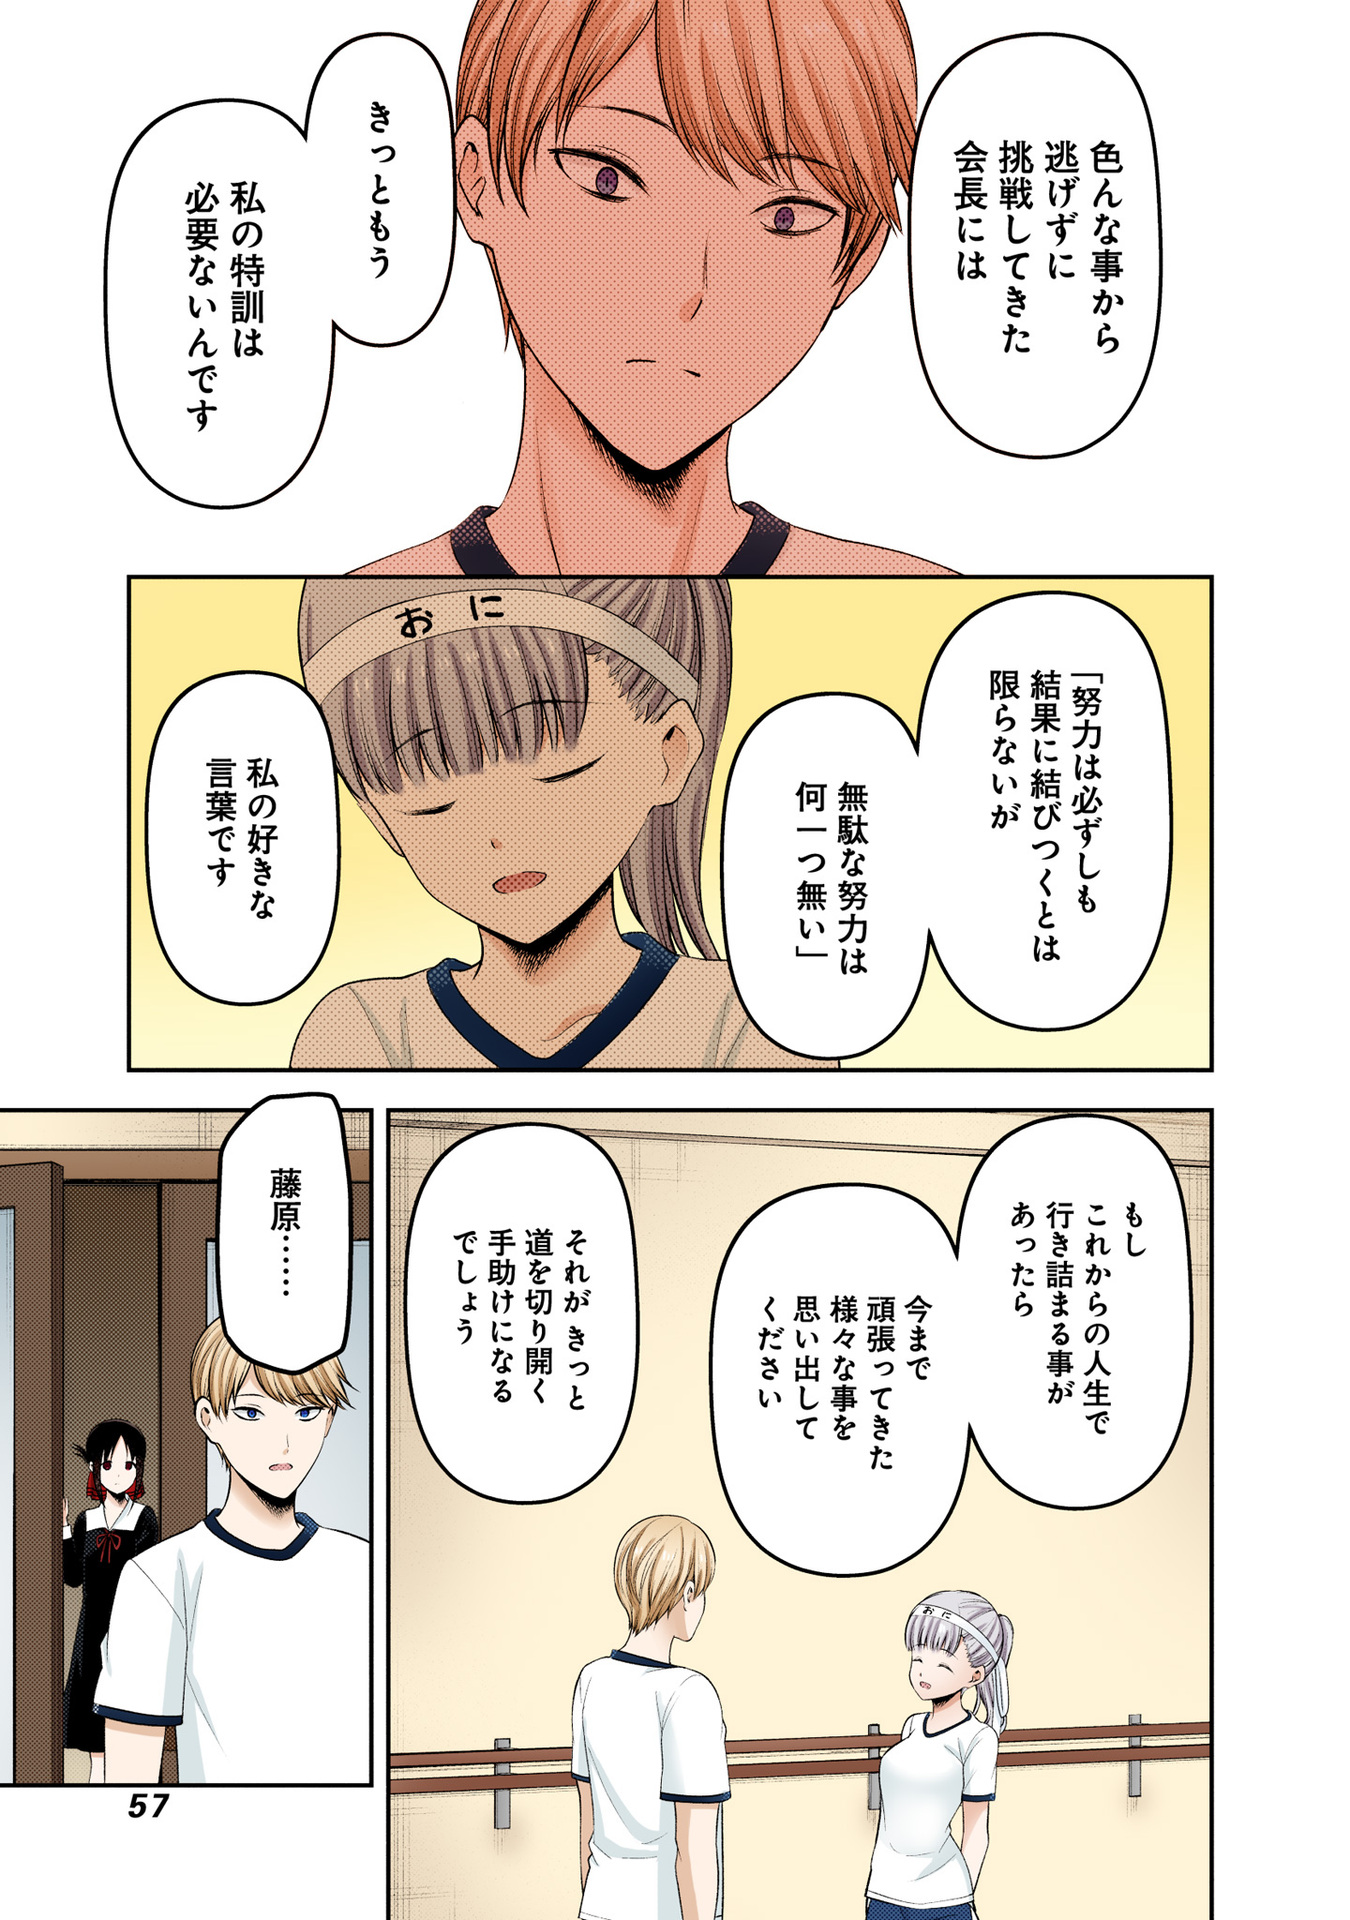 色んな事から
逃げずに
挑戦してきた
会長には
きっともう
私の特訓は
必要ないんです
おに
「努力は必ずしも
結果に結びつくとは
限らないが
無駄な努力は
何一つ無い」
私の好きな
言葉です
もし
これからの人生で
行き詰まる事が
あったら
今まで
頑張ってきた
様々な事を
思い出して
ください
それがきっと
道を切り開く
手助けになる
でしょう
おに
藤原……
57